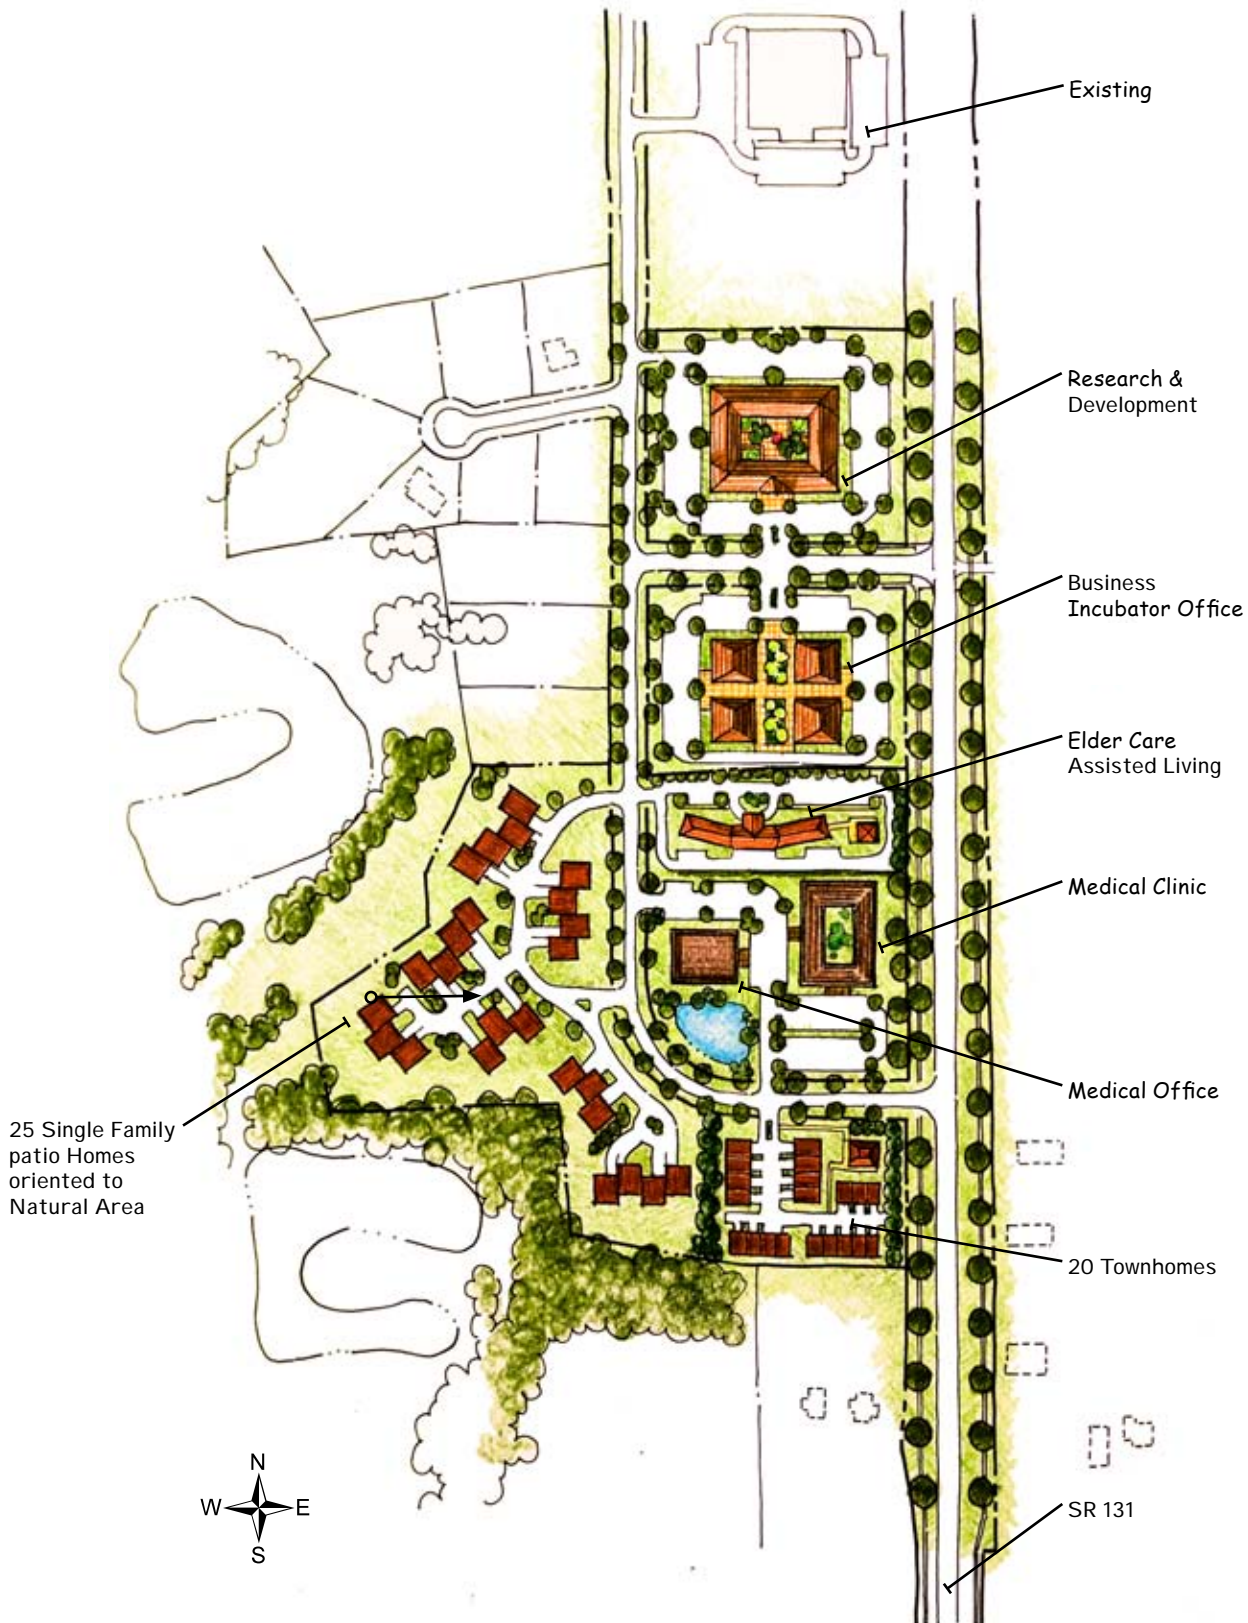 Existing
Research &
Development
Business
Incubator Office
Elder Care
Assisted Living
Medical Clinic
Medical Office
25 Single Family
patio Homes
oriented to
Natural Area
20 Townhomes
N
W E
S
SR 131